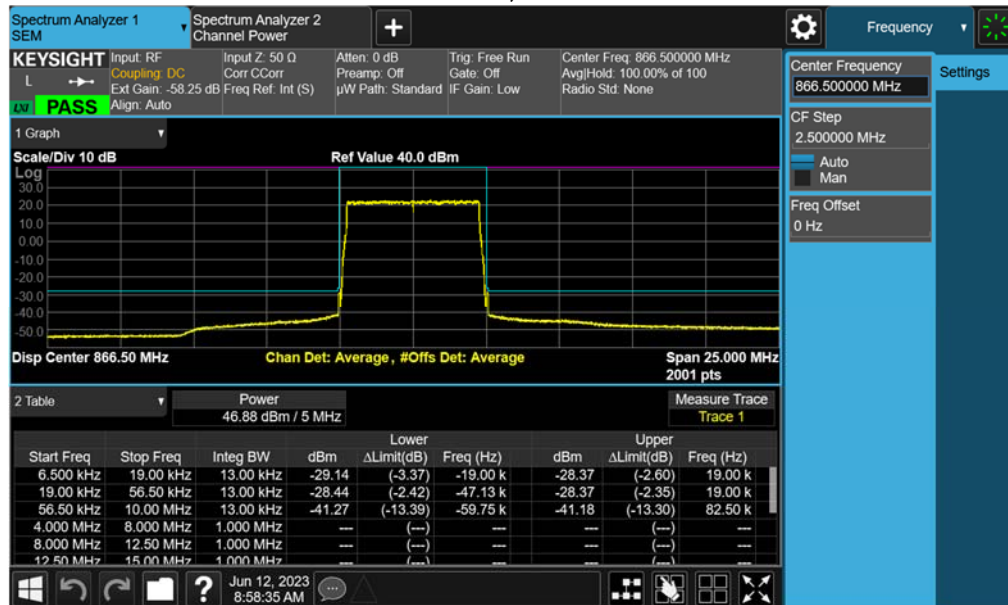 Spectrum Analyzer 1
SEM
Spectrum Analyzer 2
Channel Power
+
Frequency
KEYSIGHT
L
LXI
PASS
Input: RF
Coupling: DC
Ext Gain: -58.25 dB
Align: Auto
Input Z: 50 Ω
Corr CCorr
Freq Ref: Int (S)
Atten: 0 dB
Preamp: Off
µW Path: Standard
Trig: Free Run
Gate: Off
IF Gain: Low
Center Freq: 866.500000 MHz
Avg|Hold: 100.00% of 100
Radio Std: None
Center Frequency
866.500000 MHz
Settings
CF Step
2.500000 MHz
Auto
Man
Freq Offset
0 Hz
1 Graph
Scale/Div 10 dB
Ref Value 40.0 dBm
Log
30.0
20.0
10.0
0.00
-10.0
-20.0
-30.0
-40.0
-50.0
Disp Center 866.50 MHz
Chan Det: Average, #Offs Det: Average
Span 25.000 MHz
2001 pts
2 Table
Power
46.88 dBm / 5 MHz
Measure Trace
Trace 1
Lower Upper
Start Freq Stop Freq Integ BW dBm ΔLimit(dB) Freq (Hz) dBm ΔLimit(dB) Freq (Hz)
6.500 kHz 19.00 kHz 13.00 kHz -29.14 (-3.37) -19.00 k -28.37 (-2.60) 19.00 k
19.00 kHz 56.50 kHz 13.00 kHz -28.44 (-2.42) -47.13 k -28.37 (-2.35) 19.00 k
56.50 kHz 10.00 MHz 13.00 kHz -41.27 (-13.39) -59.75 k -41.18 (-13.30) 82.50 k
4.000 MHz 8.000 MHz 1.000 MHz --- (---) --- --- (---) ---
8.000 MHz 12.50 MHz 1.000 MHz --- (---) --- --- (---) ---
12.50 MHz 15.00 MHz 1.000 MHz --- (---) --- --- (---) ---
?
Jun 12, 2023
8:58:35 AM